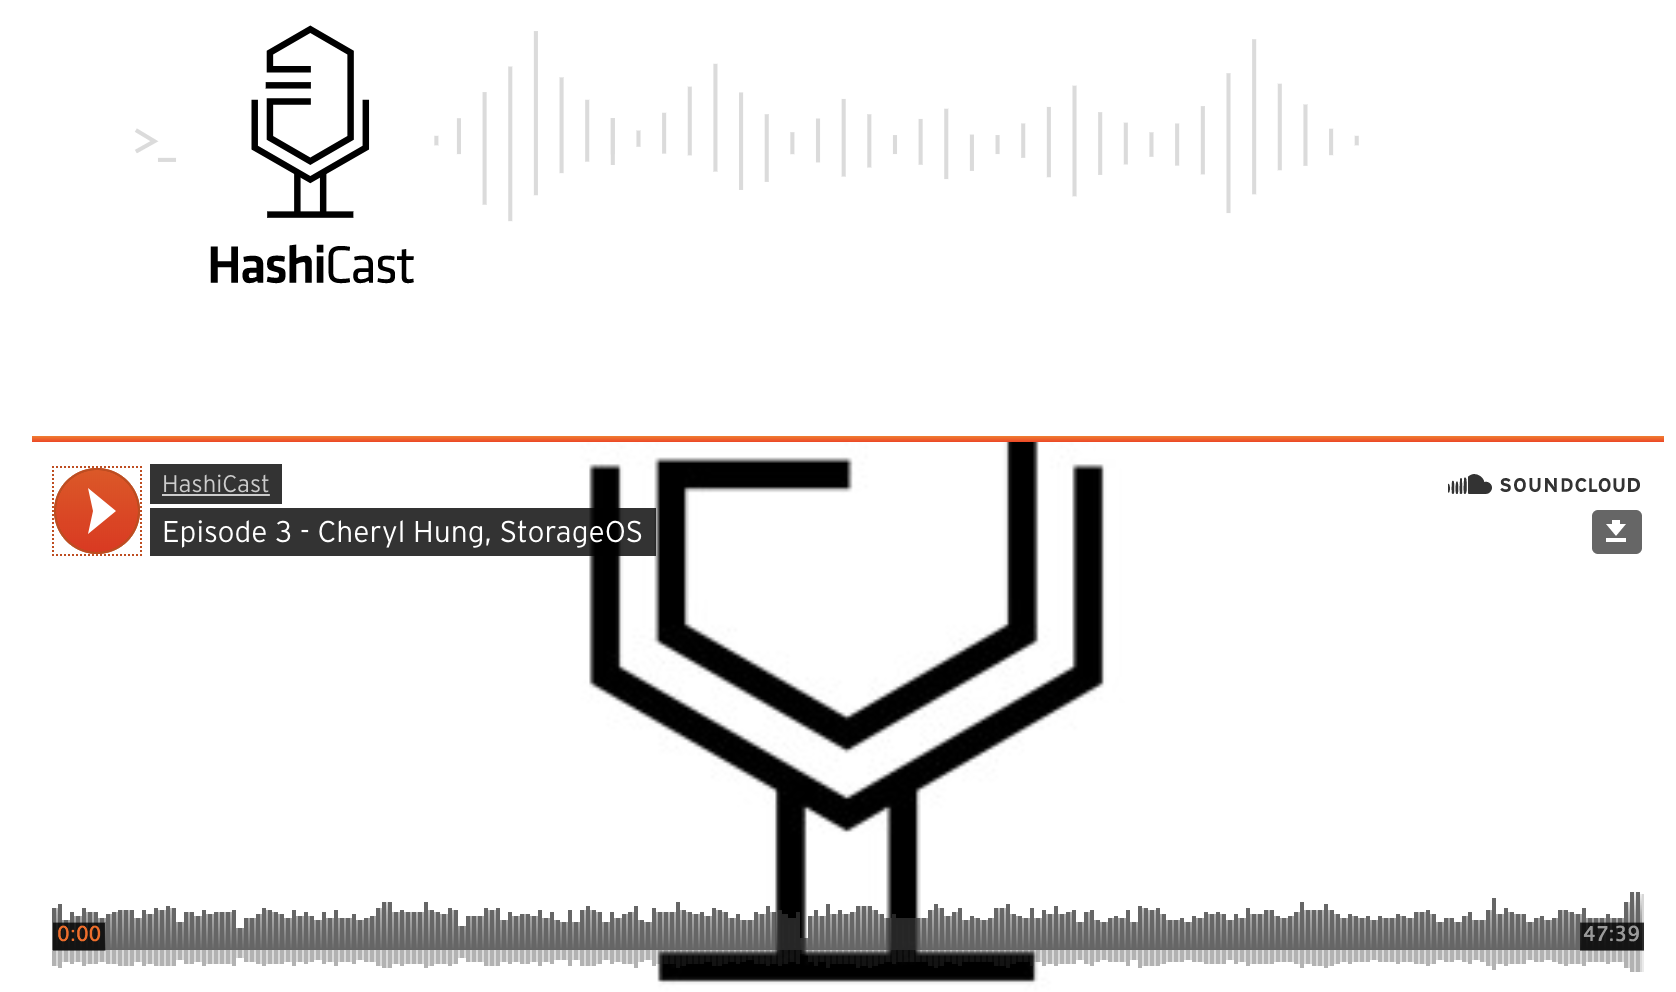 >_
HashiCast
HashiCast
SOUNDCLOUD
Episode 3 - Cheryl Hung, StorageOS
0:00
47:39